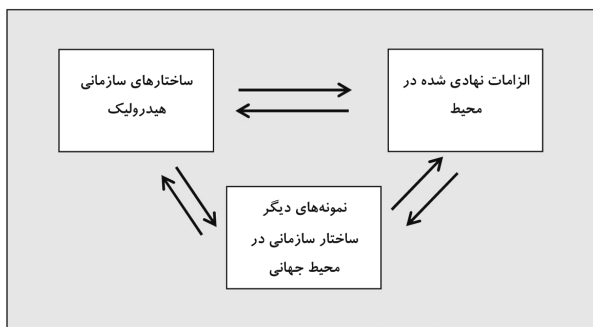 الزامات نهادی شده در
محیط
ساختارهای سازمانی
هیدرولیک
نمونه‌های دیگر
ساختار سازمانی در
محیط جهانی